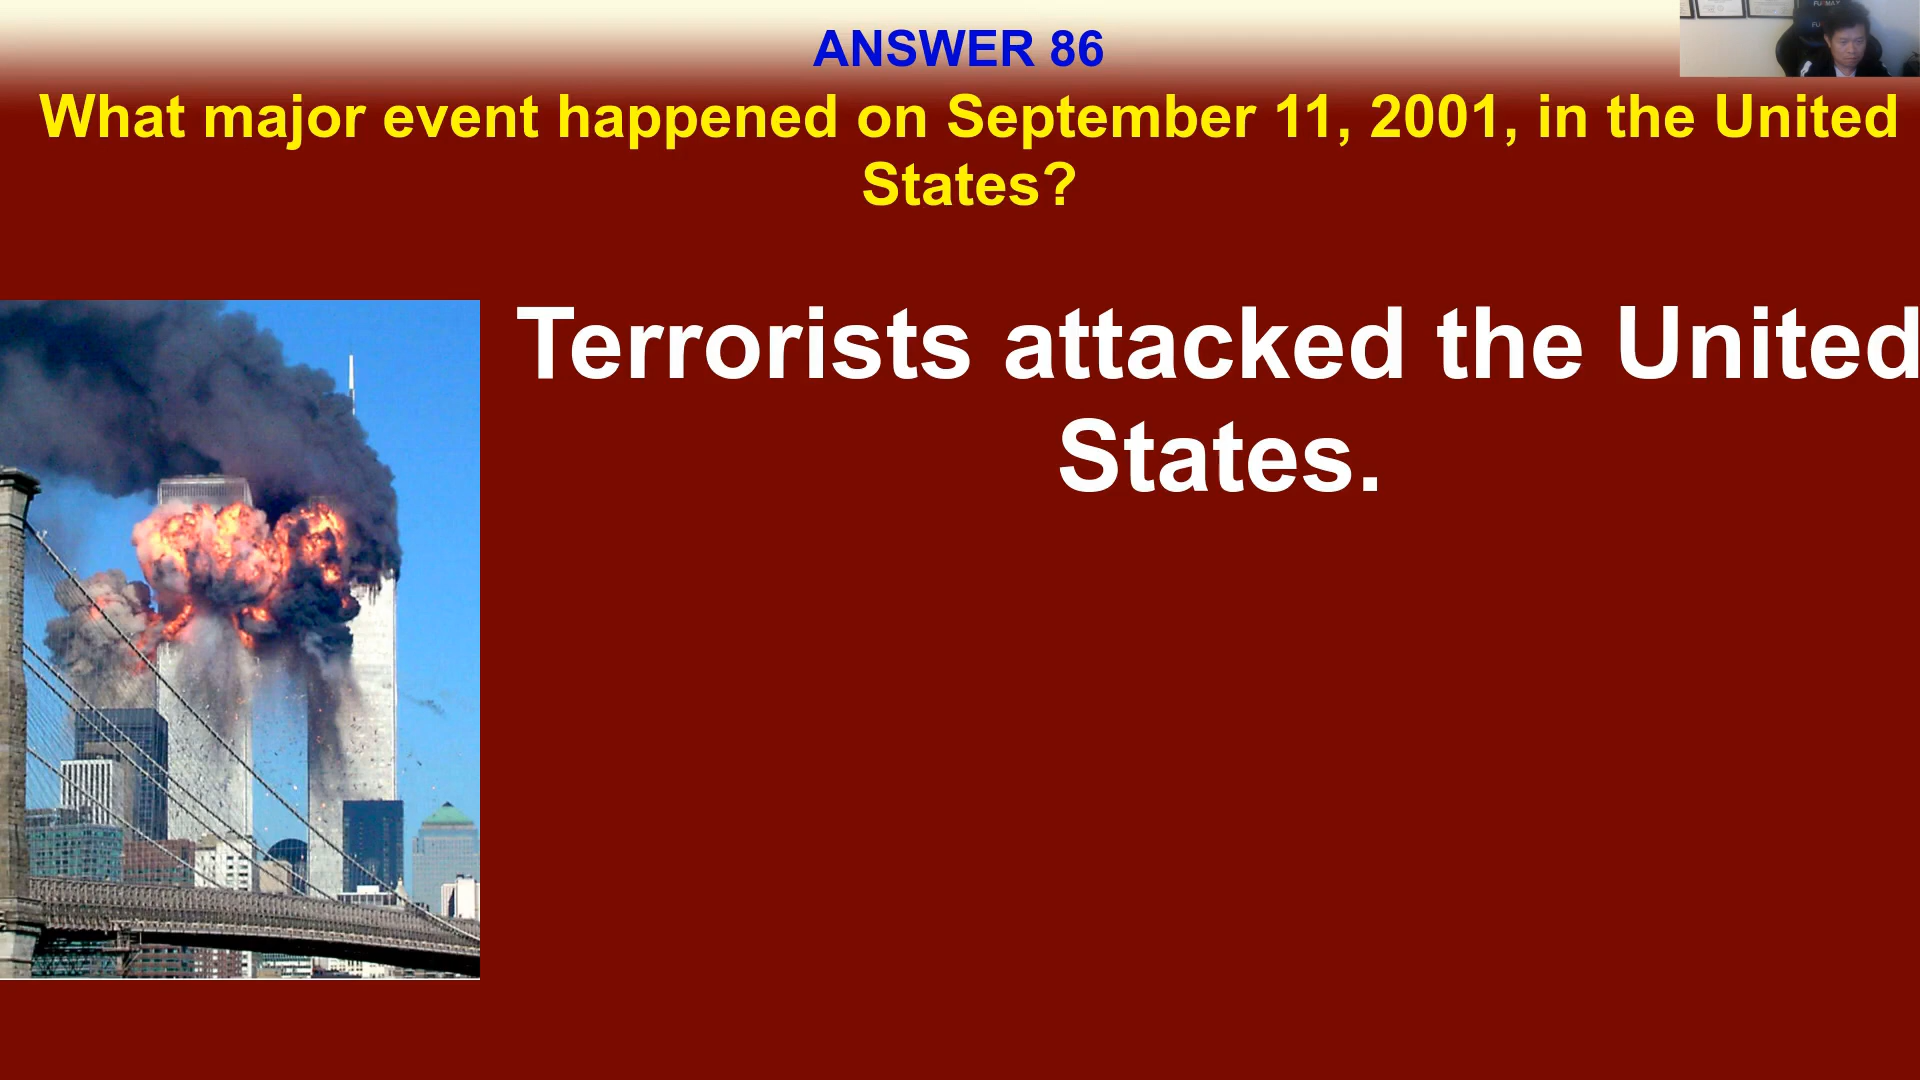 ANSWER 86
What major event happened on September 11, 2001, in the United
States?
Terrorists attacked the United
States.